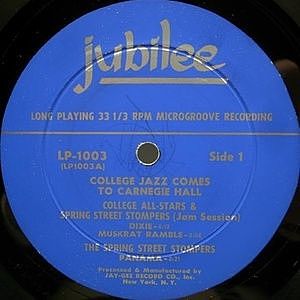 jubilee
LONG PLAYING 33 1/3 RPM MICROGROOVE RECORDING
LP-1003 Side 1
(LP1003A)
COLLEGE JAZZ COMES
TO CARNEGIE HALL
COLLEGE ALL-STARS &
SPRING STREET STOMPERS (Jam Session)
DIXIE
MUSKRAT RAMBLE
THE SPRING STREET STOMPERS
PANAMA
Processed & Manufactured by
JAY-GEE RECORD CO., Inc.
New York, N. Y.